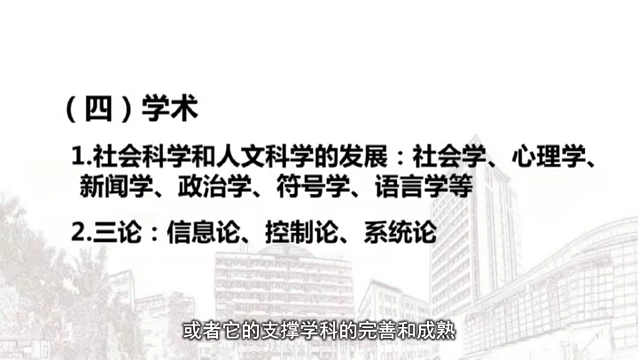 （四）学术
1.社会科学和人文科学的发展：社会学、心理学、
新闻学、政治学、符号学、语言学等
2.三论：信息论、控制论、系统论
或者它的支撑学科的完善和成熟